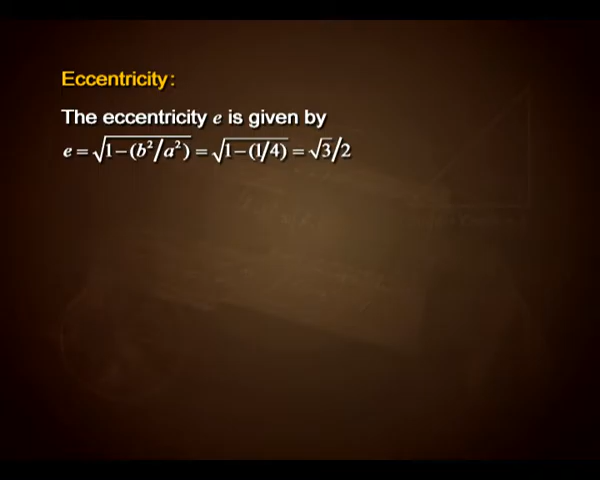 Eccentricity:
The eccentricity e is given by
e = √1−(b²/a²) = √1−(1/4) = √3/2